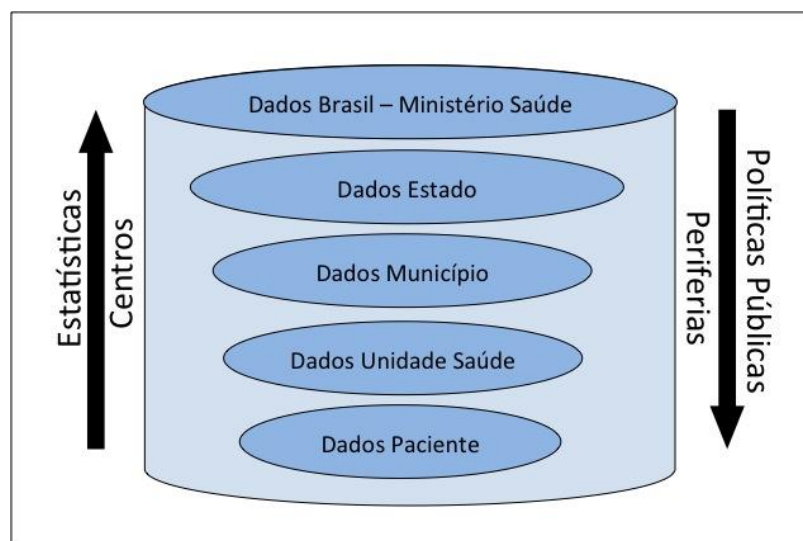 Dados Brasil – Ministério Saúde
Dados Estado
Dados Município
Dados Unidade Saúde
Dados Paciente
Estatísticas
Centros
Periferias
Políticas Públicas